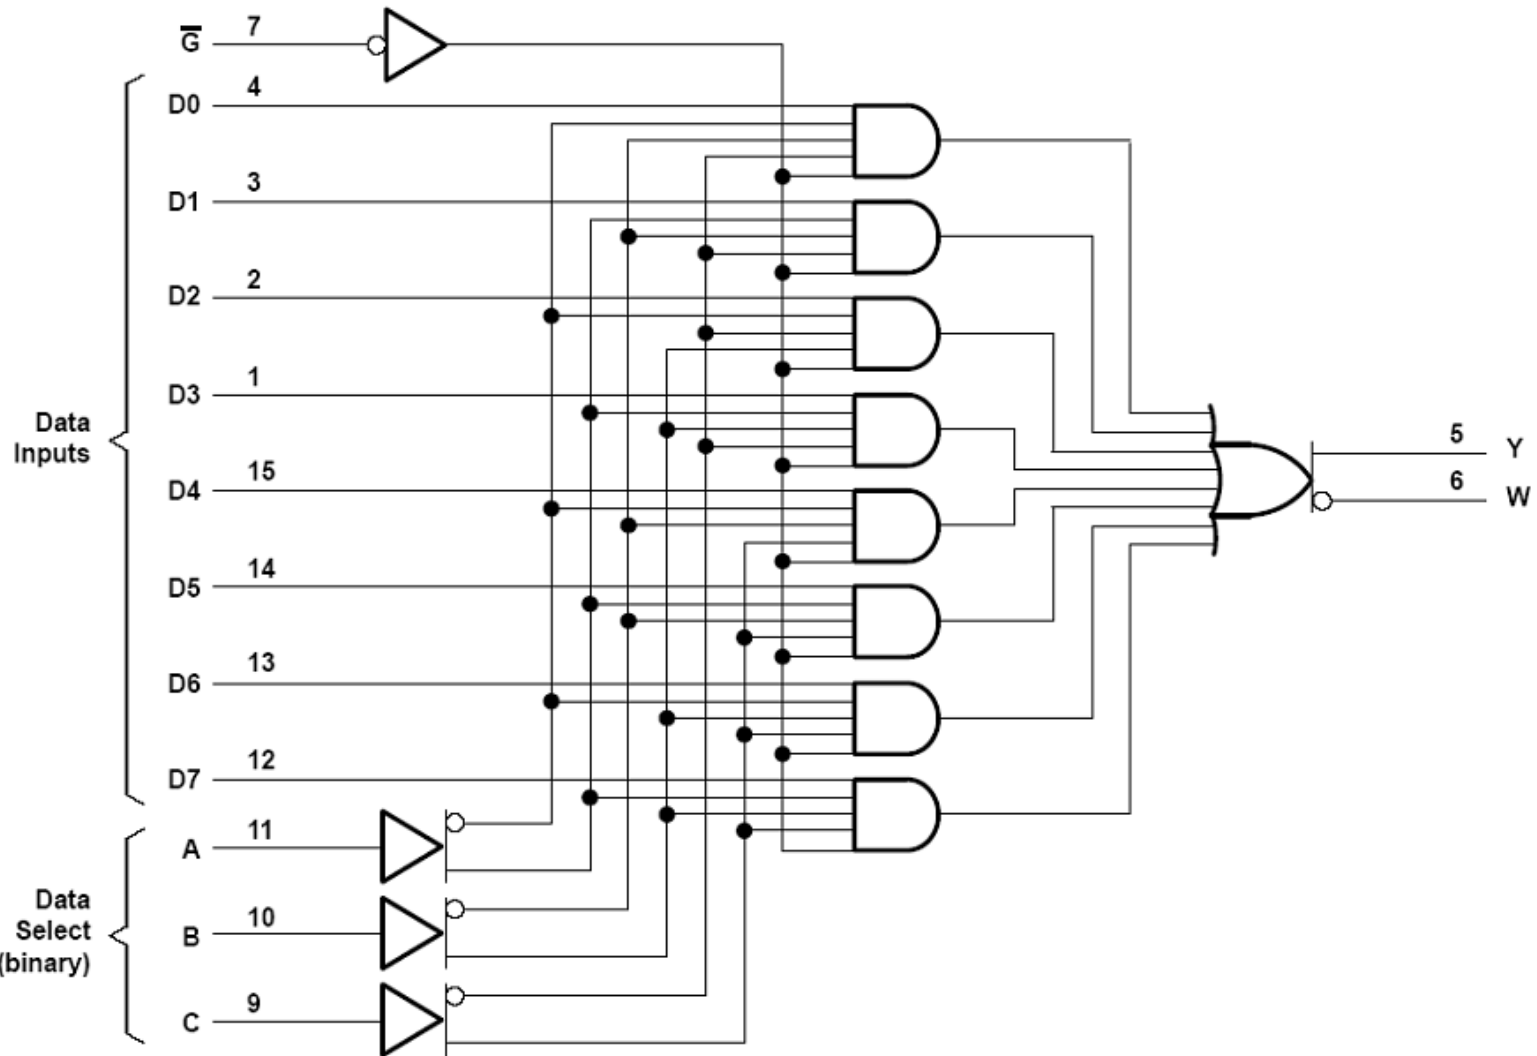 G̅ 7
D0 4
D1 3
D2 2
D3 1
Data
Inputs
D4 15
D5 14
D6 13
D7 12
A 11
B 10
C 9
Data
Select
(binary)
5 Y
6 W